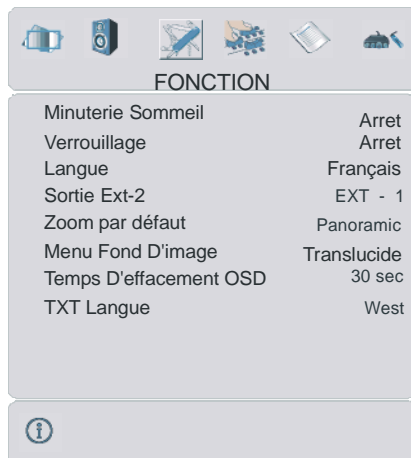 FONCTION
Minuterie Sommeil Arret
Verrouillage Arret
Langue Français
Sortie Ext-2 EXT - 1
Zoom par défaut Panoramic
Menu Fond D'image Translucide
Temps D'effacement OSD 30 sec
TXT Langue West